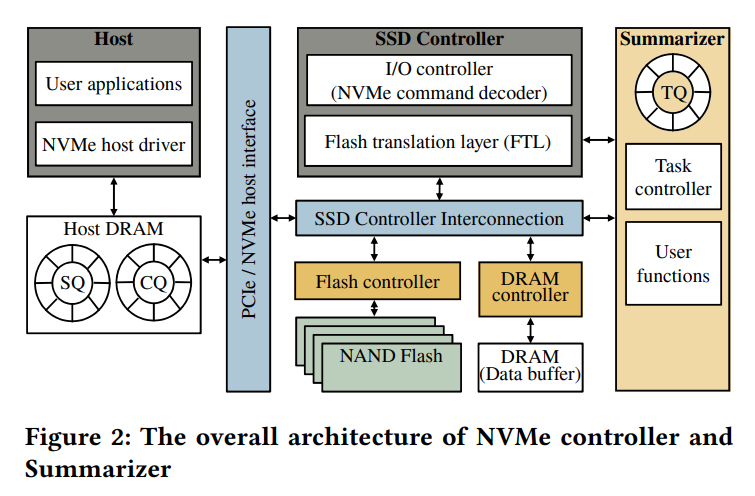 Host
User applications
NVMe host driver
Host DRAM
SQ
CQ
PCIe / NVMe host interface
SSD Controller
I/O controller
(NVMe command decoder)
Flash translation layer (FTL)
SSD Controller Interconnection
Flash controller
NAND Flash
DRAM
controller
DRAM
(Data buffer)
Summarizer
TQ
Task
controller
User
functions
Figure 2: The overall architecture of NVMe controller and
Summarizer